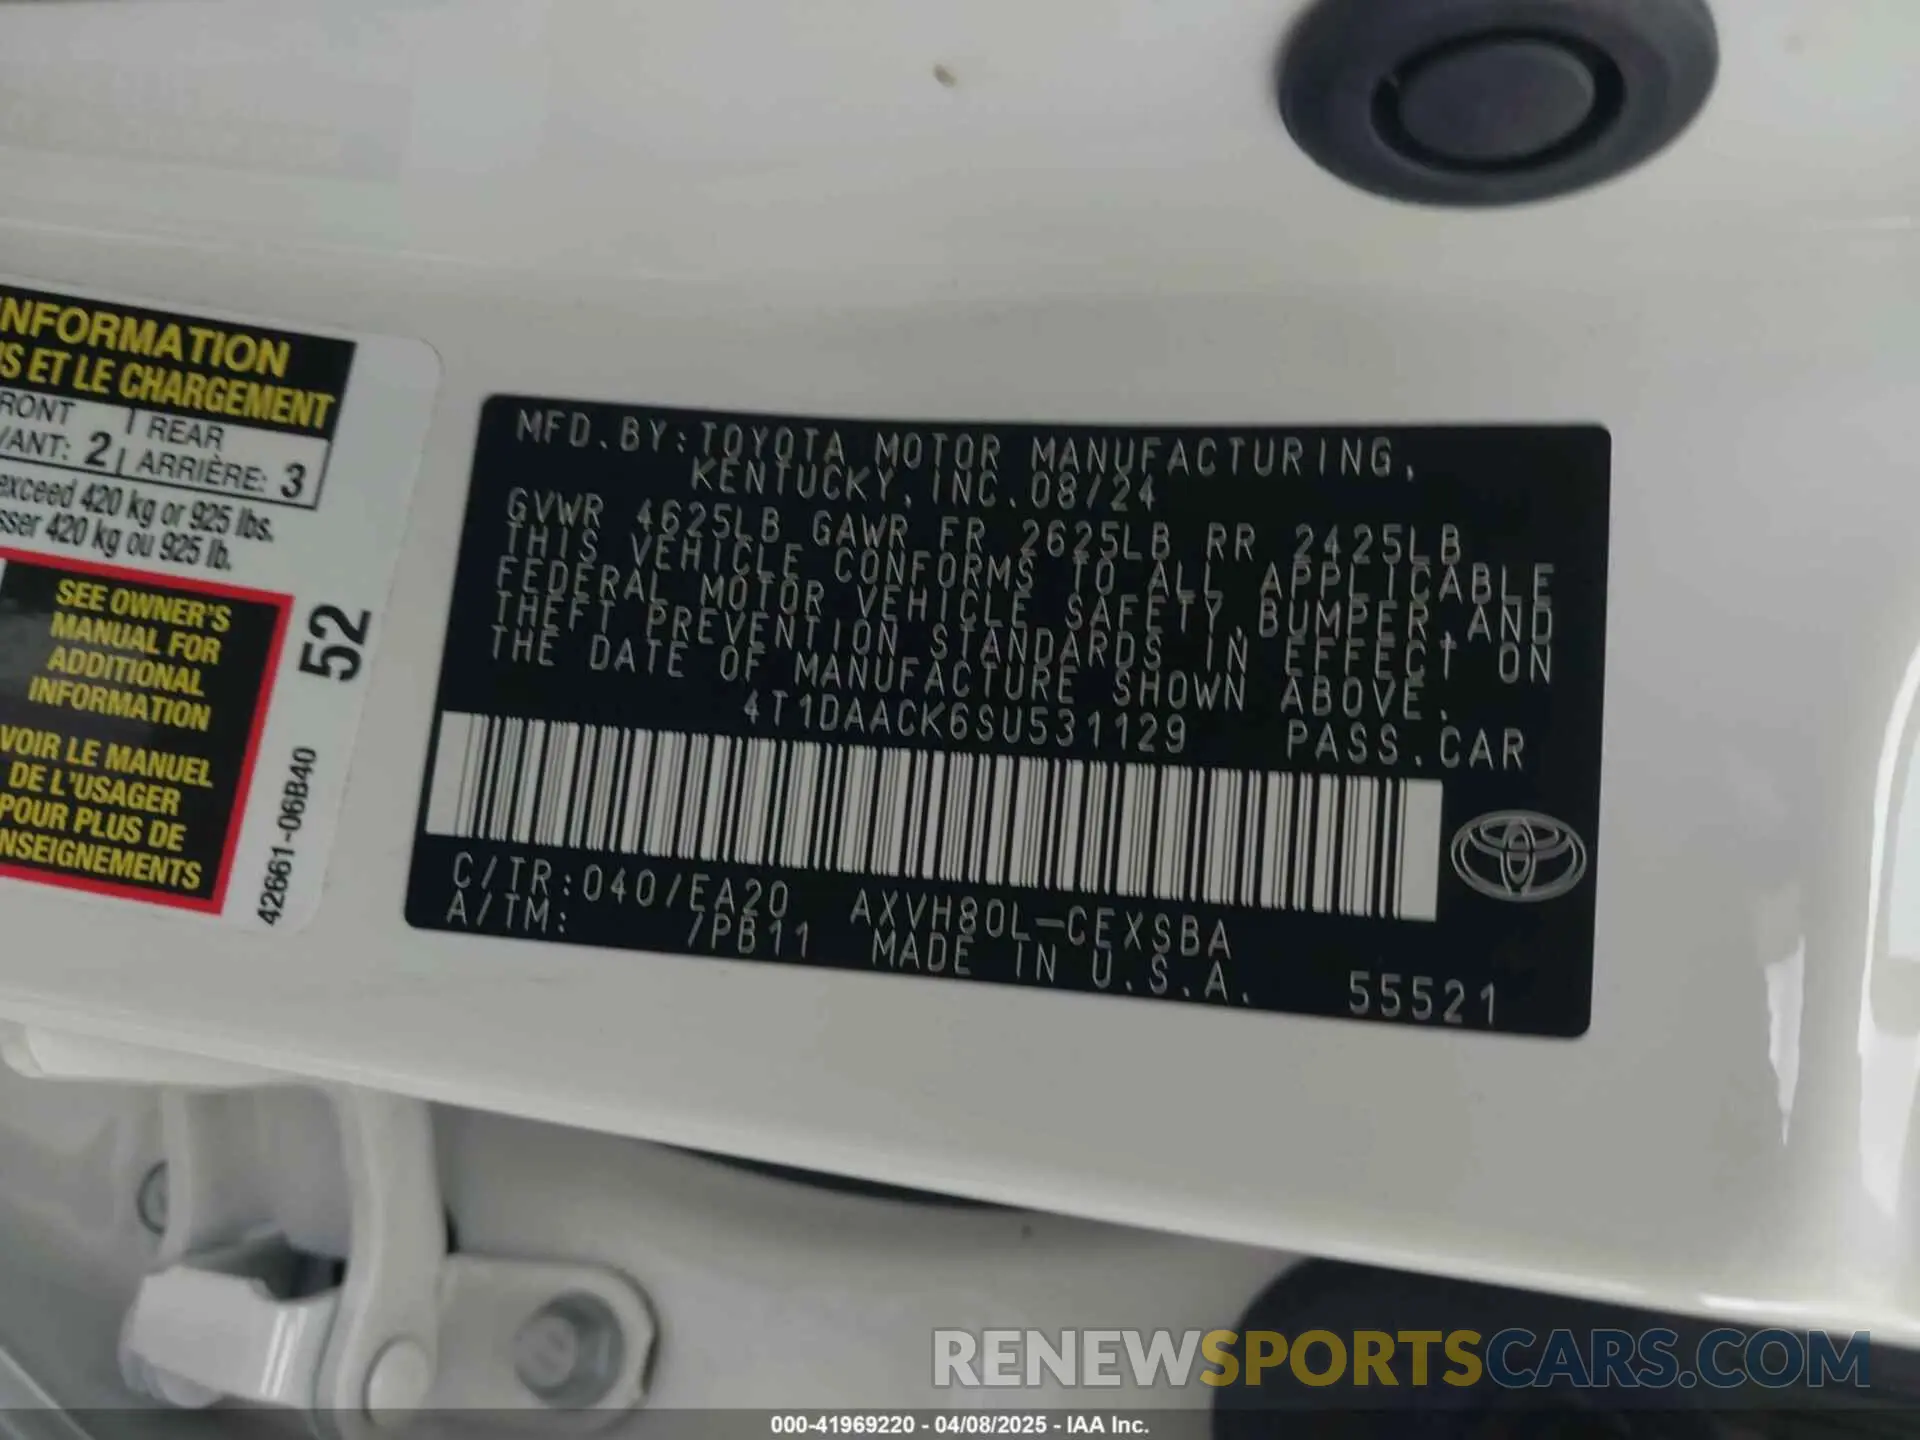 NFORMATION
S ET LE CHARGEMENT
RONT | REAR
ANT: 2 | ARRIÈRE: 3
exceed 420 kg or 925 lbs.
sser 420 kg ou 925 lb.
SEE OWNER'S
MANUAL FOR
ADDITIONAL
INFORMATION
VOIR LE MANUEL
DE L'USAGER
POUR PLUS DE
NSEIGNEMENTS
52
42661-06B40
MFD.BY:TOYOTA MOTOR MANUFACTURING,
KENTUCKY, INC.08/24
GVWR 4625LB GAWR FR 2625LB RR 2425LB
THIS VEHICLE CONFORMS TO ALL APPLICABLE
FEDERAL MOTOR VEHICLE SAFETY,BUMPER,AND
THEFT PREVENTION STANDARDS IN EFFECT ON
THE DATE OF MANUFACTURE SHOWN ABOVE.
4T1DAACK6SU531129 PASS.CAR
C/TR:040/EA20 AXVH80L-CEXSBA
A/TM: /PB11 MADE IN U.S.A. 55521
RENEWSPORTSCARS.COM
000-41969220 - 04/08/2025 - IAA Inc.